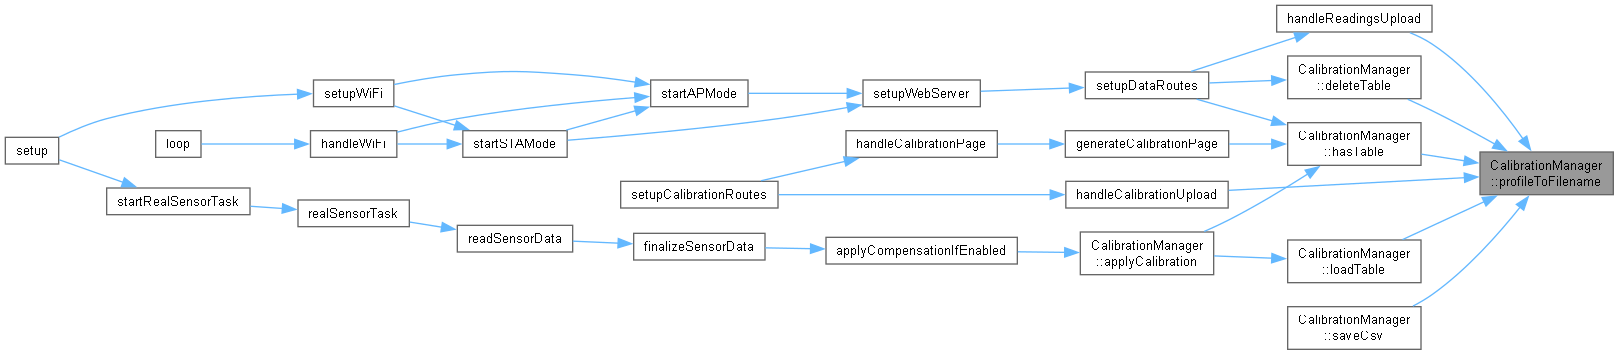 handleReadingsUpload
CalibrationManager
::deleteTable
setupWiFi
startAPMode
setupWebServer
setupDataRoutes
setup
loop
handleWiFi
startSTAMode
handleCalibrationPage
generateCalibrationPage
CalibrationManager
::hasTable
CalibrationManager
::profileToFilename
startRealSensorTask
setupCalibrationRoutes
handleCalibrationUpload
realSensorTask
readSensorData
finalizeSensorData
applyCompensationIfEnabled
CalibrationManager
::applyCalibration
CalibrationManager
::loadTable
CalibrationManager
::saveCsv